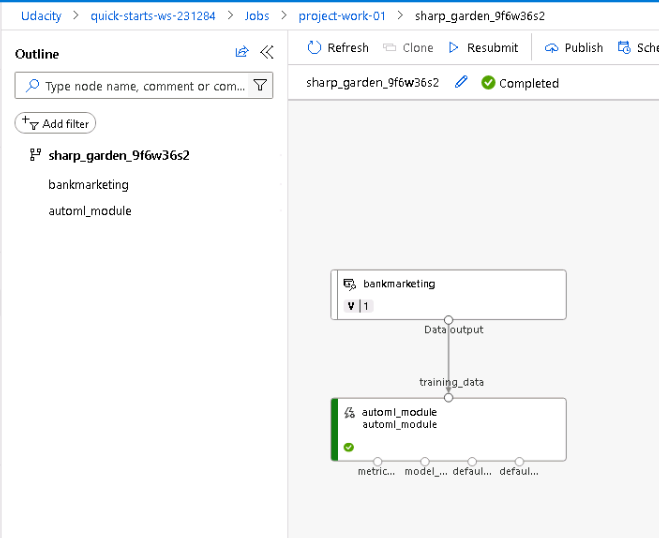 Udacity > quick-starts-ws-231284 > Jobs > project-work-01 > sharp_garden_9f6w36s2
Outline
Type node name, comment or com...
Add filter
sharp_garden_9f6w36s2
bankmarketing
automl_module
Refresh Clone Resubmit Publish Sche
sharp_garden_9f6w36s2 Completed
bankmarketing
V | 1
Data output
training_data
automl_module
automl_module
metric... model_... defaul... defaul...